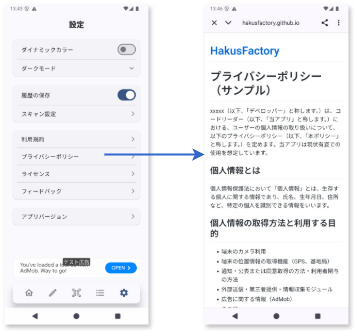 13:45
設定
ダイナミックカラー
ダークモード
履歴の保存
スキャン設定
利用規約
プライバシーポリシー
ライセンス
フィードバック
アプリバージョン
You've loaded a
テスト広告
AdMob. Way to go!
OPEN
13:46
hakusfactory.github.io
HakusFactory
プライバシーポリシー
（サンプル）
xxxxx（以下、「デベロッパー」と称します。）は、コ
ードリーダー（以下、「当アプリ」と称します。）に
おける、ユーザーの個人情報の取り扱いについて、
以下のプライバシーポリシー（以下、「本ポリシー」
と称します。）を定めます。当アプリは現状有姿での
使用を想定しています。
個人情報とは
個人情報保護法において「個人情報」とは、生存す
る個人に関する情報であり、氏名、生年月日、住所
など、特定の個人を識別できる情報をいいます。
個人情報の取得方法と利用する目
的
端末のカメラ利用
端末の位置情報の取得機能（GPS、基地局）
通知・公表または同意取得の方法・利用者関与
の方法
外部送信・第三者提供・情報収集モジュール
広告に関する情報（AdMob）